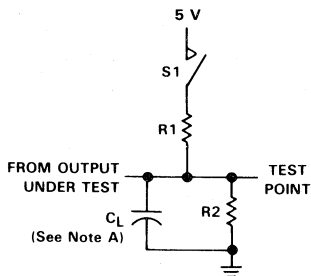 5 V
S1
R1
FROM OUTPUT
UNDER TEST
TEST
POINT
CL
(See Note A)
R2